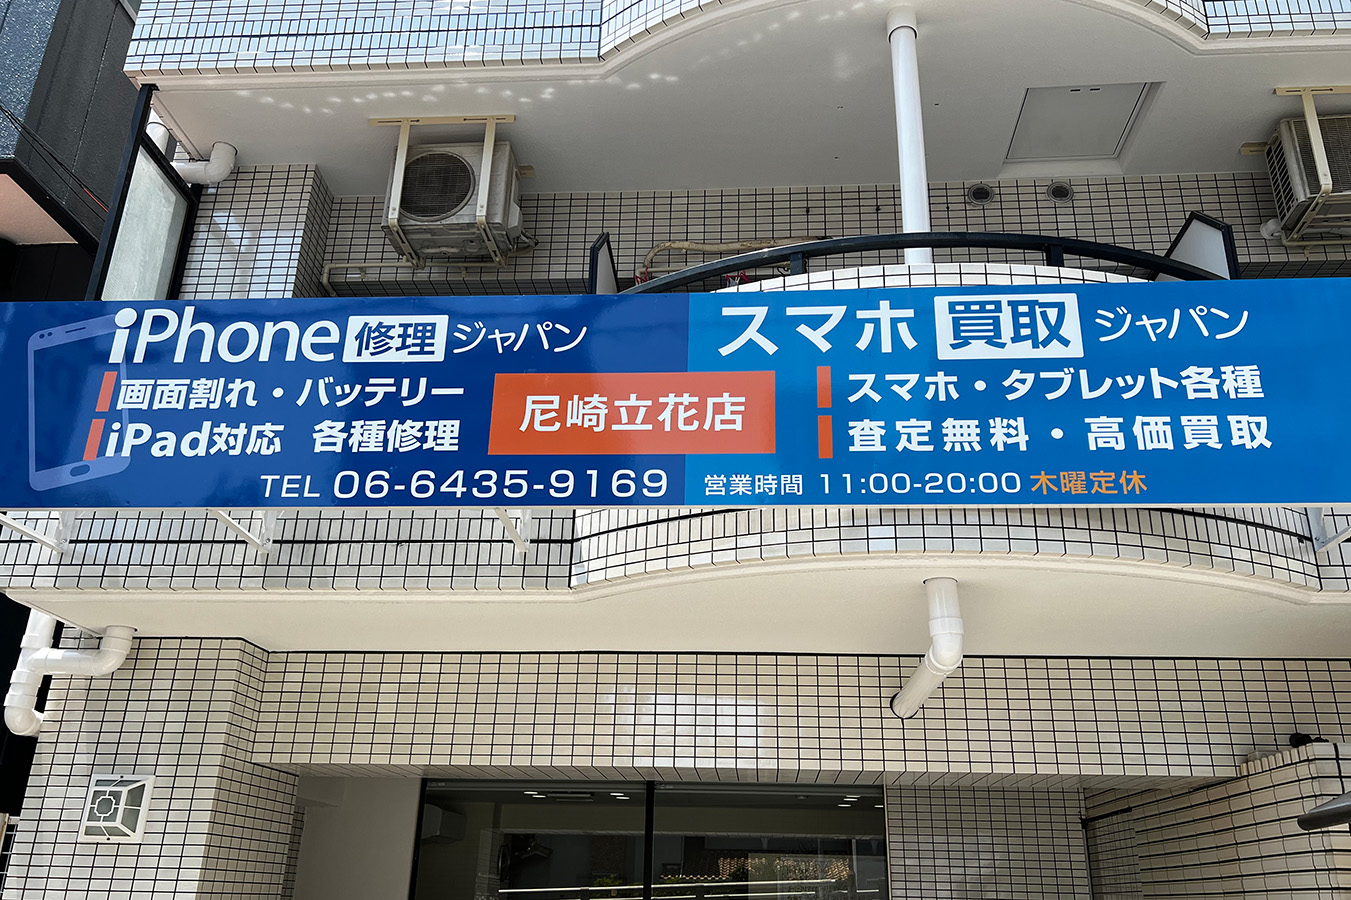 iPhone修理ジャパン
画面割れ・バッテリー
iPad対応 各種修理
TEL 06-6435-9169
尼崎立花店
スマホ買取ジャパン
スマホ・タブレット各種
査定無料・高価買取
営業時間 11:00-20:00 木曜定休